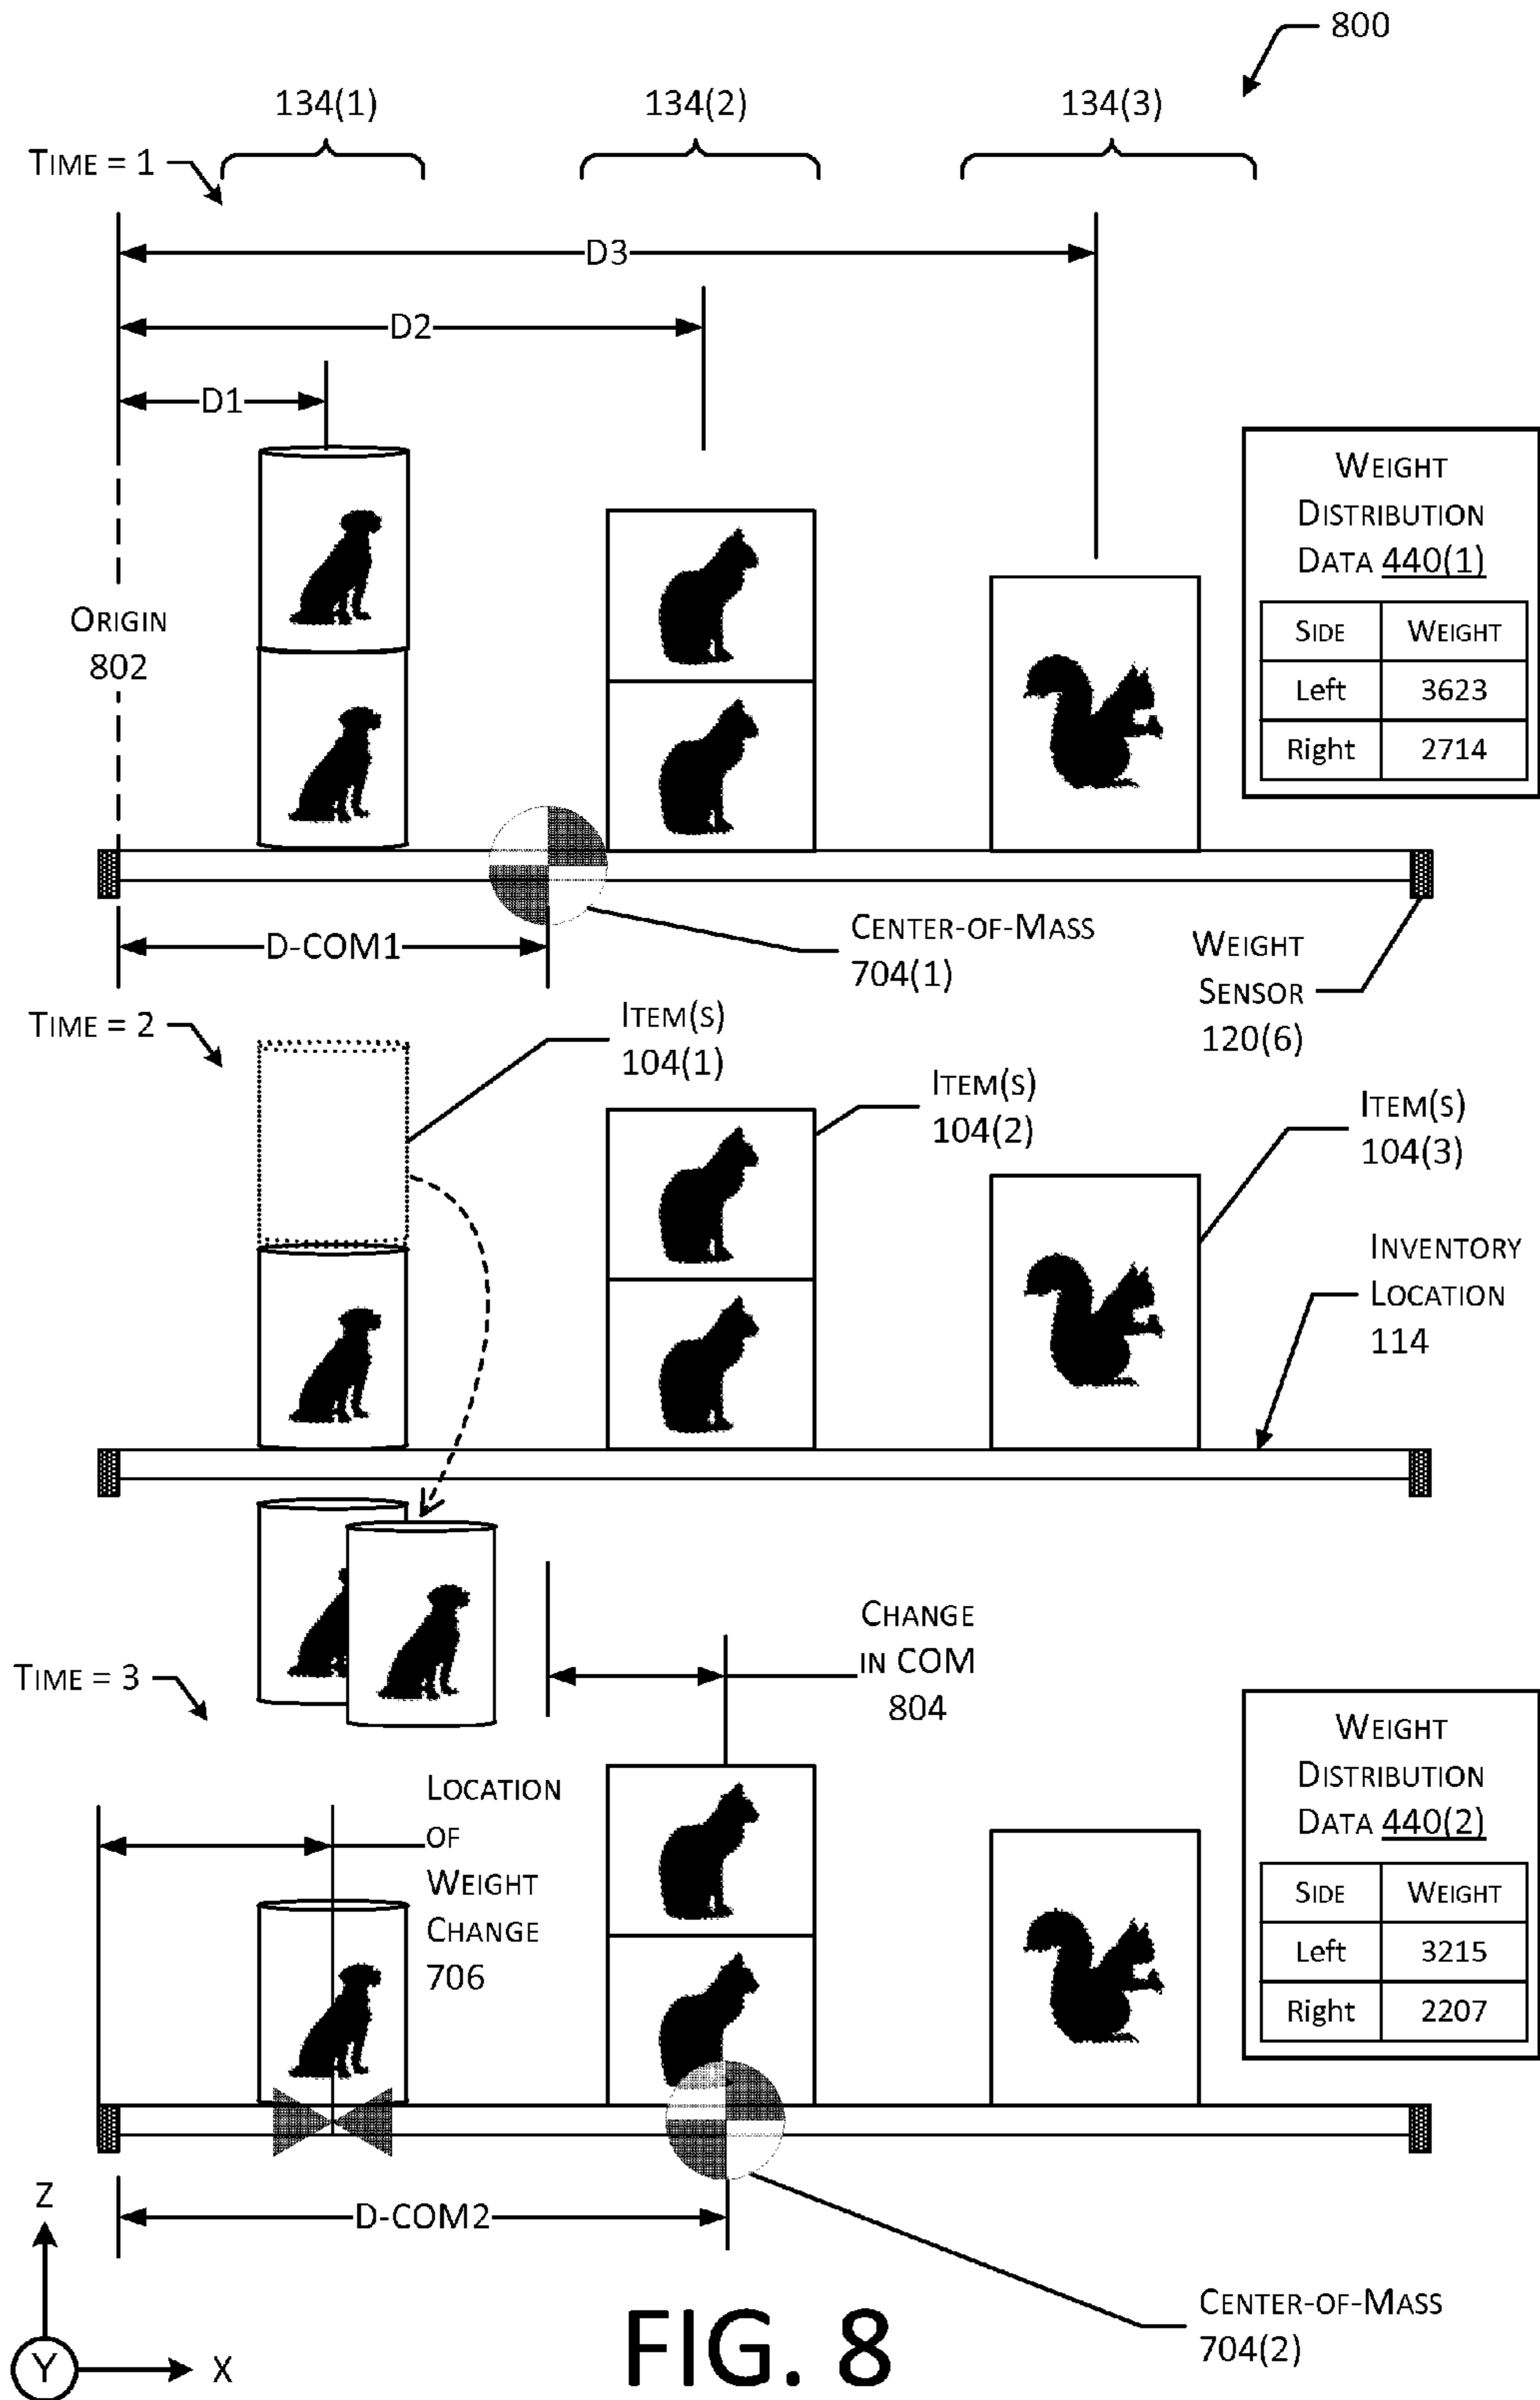 800
134(1)
134(2)
134(3)
TIME = 1
D3
D2
D1
ORIGIN
802
WEIGHT
DISTRIBUTION
DATA 440(1)
SIDE WEIGHT
Left 3623
Right 2714
D-COM1
CENTER-OF-MASS
704(1)
WEIGHT
SENSOR
120(6)
TIME = 2
ITEM(S)
104(1)
ITEM(S)
104(2)
ITEM(S)
104(3)
INVENTORY
LOCATION
114
TIME = 3
CHANGE
IN COM
804
LOCATION
OF
WEIGHT
CHANGE
706
WEIGHT
DISTRIBUTION
DATA 440(2)
SIDE WEIGHT
Left 3215
Right 2207
D-COM2
CENTER-OF-MASS
704(2)
Z
Y
X
FIG. 8